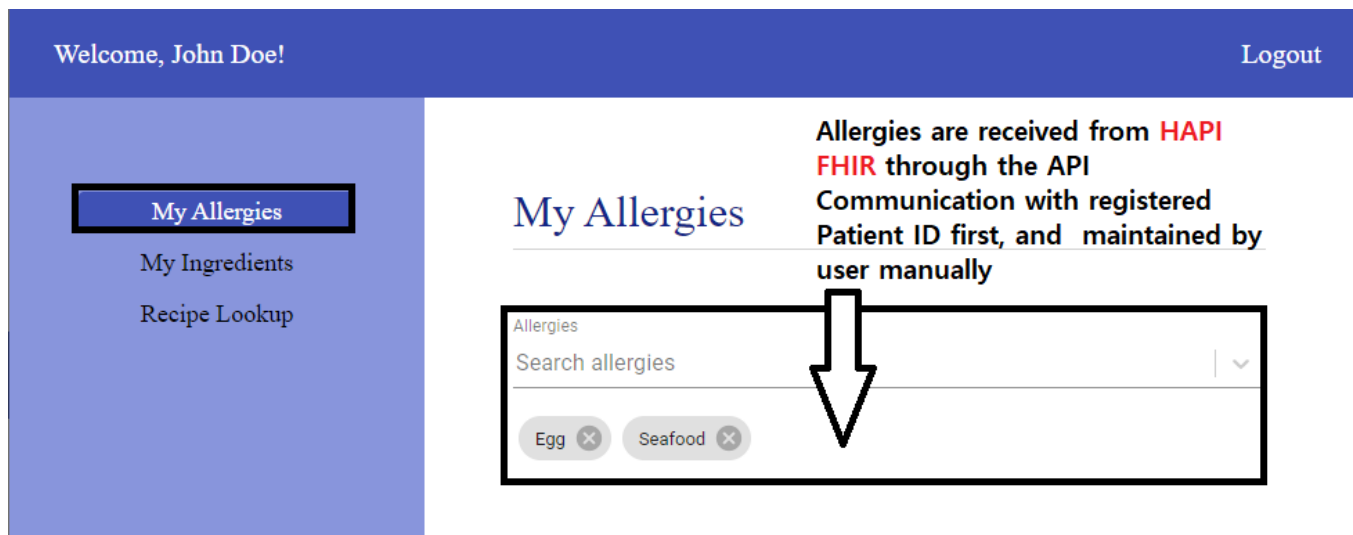 Welcome, John Doe!
Logout
My Allergies
My Ingredients
Recipe Lookup
My Allergies
Allergies are received from HAPI
FHIR through the API
Communication with registered
Patient ID first, and maintained by
user manually
Allergies
Search allergies
Egg
Seafood